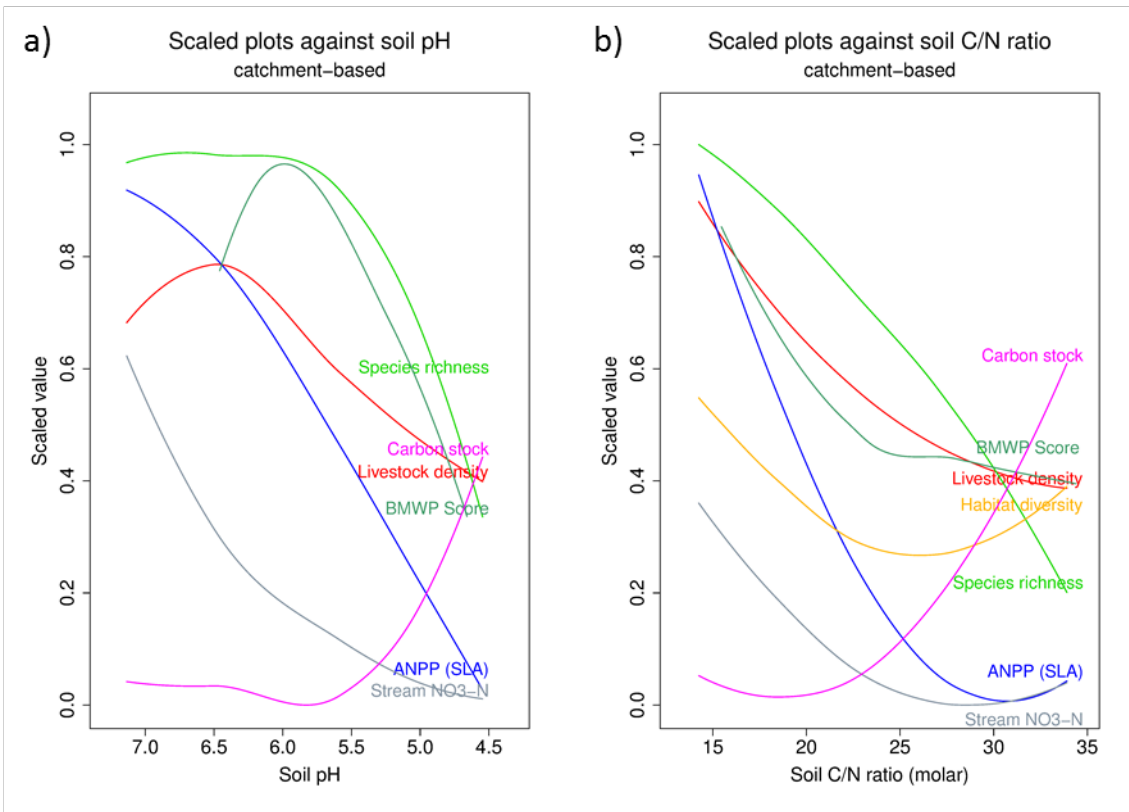 a)
Scaled plots against soil pH
catchment−based
1.0
0.8
0.6
0.4
0.2
0.0
Scaled value
Species richness
Carbon stock
Livestock density
BMWP Score
ANPP (SLA)
Stream NO3−N
7.0 6.5 6.0 5.5 5.0 4.5
Soil pH
b)
Scaled plots against soil C/N ratio
catchment−based
1.0
0.8
0.6
0.4
0.2
0.0
Scaled value
Carbon stock
BMWP Score
Livestock density
Habitat diversity
Species richness
ANPP (SLA)
Stream NO3−N
15 20 25 30 35
Soil C/N ratio (molar)